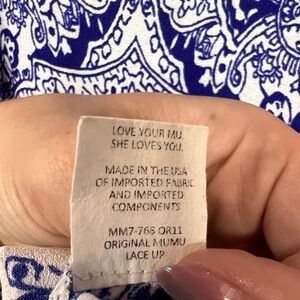 LOVE YOUR MU.
SHE LOVES YOU.
MADE IN THE USA
OF IMPORTED FABRIC
AND IMPORTED
COMPONENTS
MM7-766 OR11
ORIGINAL MUMU
LACE UP